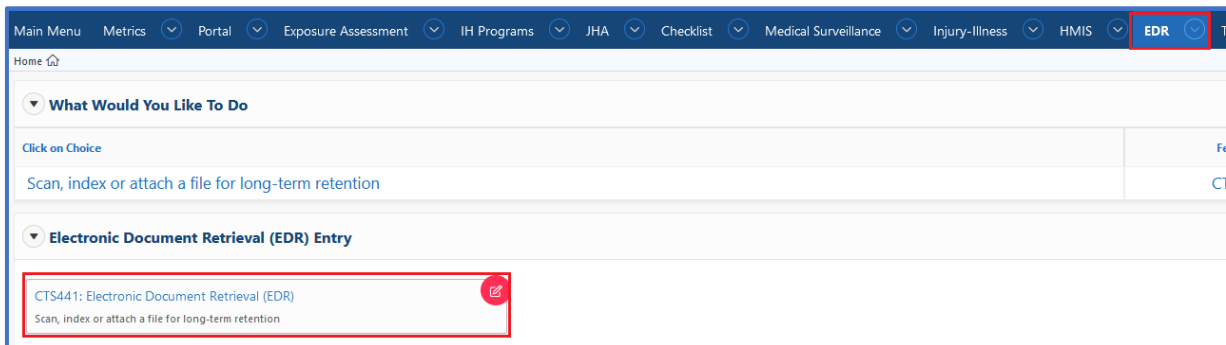 Main Menu Metrics Portal Exposure Assessment IH Programs JHA Checklist Medical Surveillance Injury-Illness HMIS EDR T
Home
What Would You Like To Do
Click on Choice Fe
Scan, index or attach a file for long-term retention CT
Electronic Document Retrieval (EDR) Entry
CTS441: Electronic Document Retrieval (EDR)
Scan, index or attach a file for long-term retention